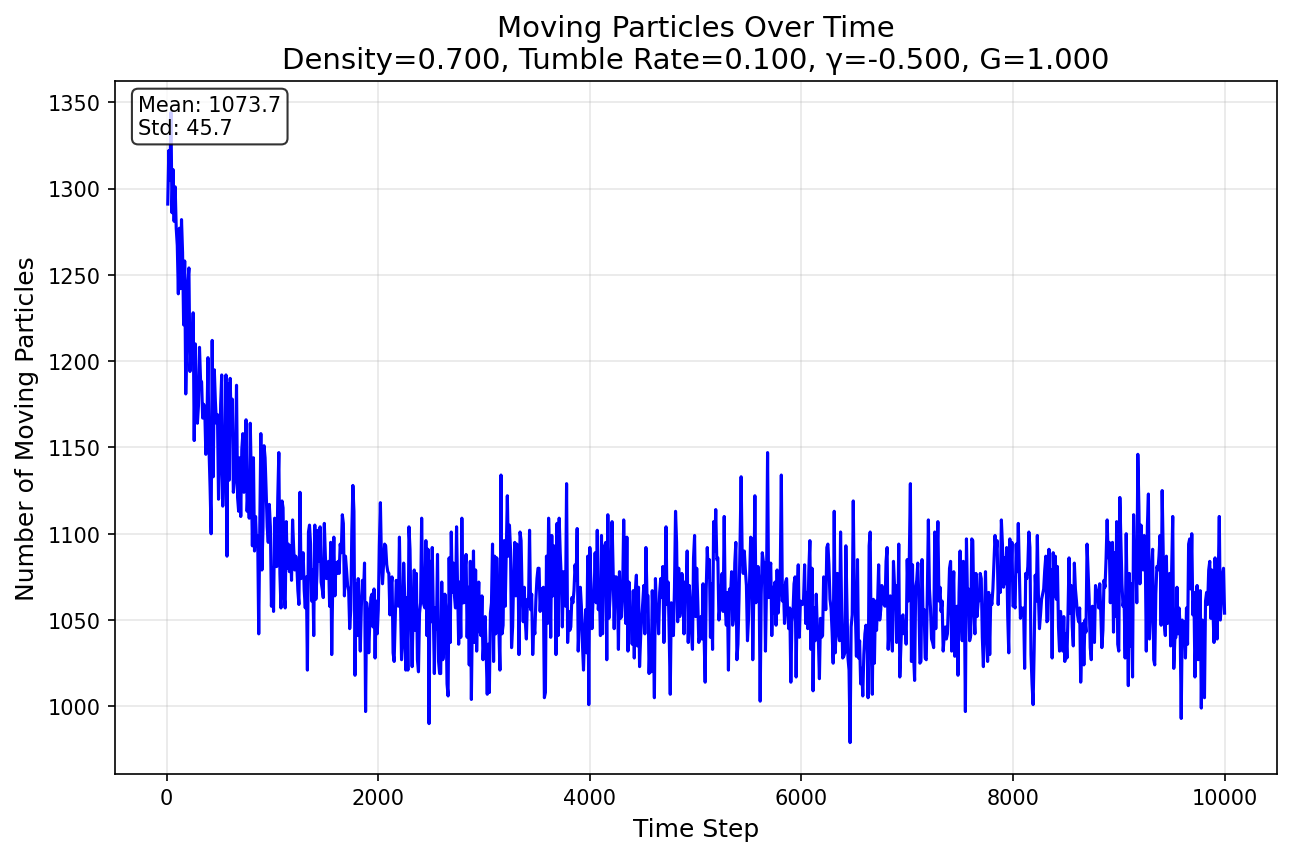 Moving Particles Over Time
Density=0.700, Tumble Rate=0.100, γ=-0.500, G=1.000
Mean: 1073.7
Std: 45.7
Number of Moving Particles
1350
1300
1250
1200
1150
1100
1050
1000
0
2000
4000
6000
8000
10000
Time Step